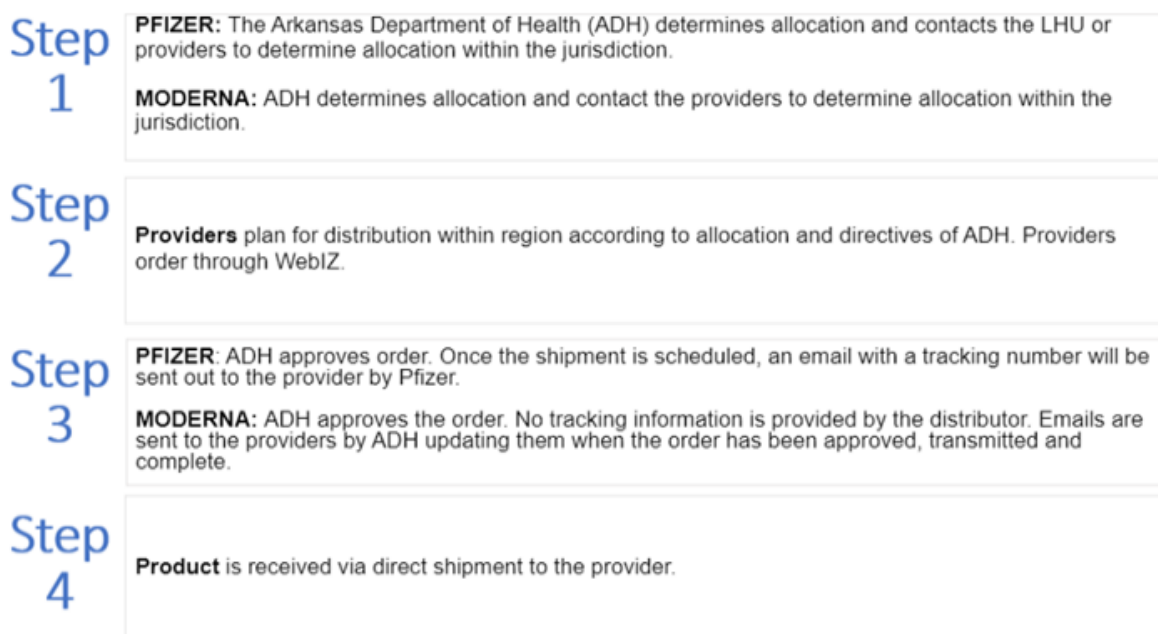 Step
1
PFIZER: The Arkansas Department of Health (ADH) determines allocation and contacts the LHU or
providers to determine allocation within the jurisdiction.
MODERNA: ADH determines allocation and contact the providers to determine allocation within the
jurisdiction.
Step
2
Providers plan for distribution within region according to allocation and directives of ADH. Providers
order through WebIZ.
Step
3
PFIZER: ADH approves order. Once the shipment is scheduled, an email with a tracking number will be
sent out to the provider by Pfizer.
MODERNA: ADH approves the order. No tracking information is provided by the distributor. Emails are
sent to the providers by ADH updating them when the order has been approved, transmitted and
complete.
Step
4
Product is received via direct shipment to the provider.